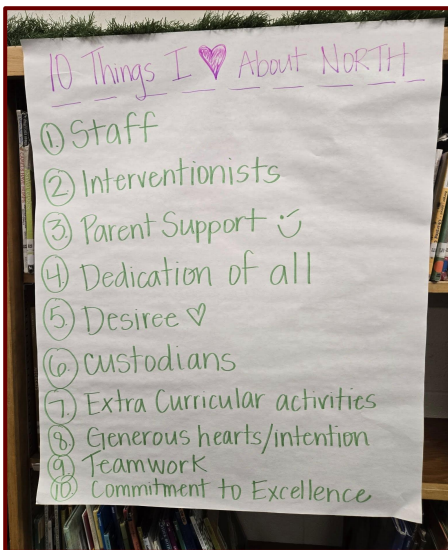 10 Things I ♥ About NORTH
1. Staff
2. Interventionists
3. Parent Support :)
4. Dedication of all
5. Desiree ♡
6. custodians
7. Extra Curricular activities
8. Generous hearts/intention
9. Teamwork
10. Commitment to Excellence